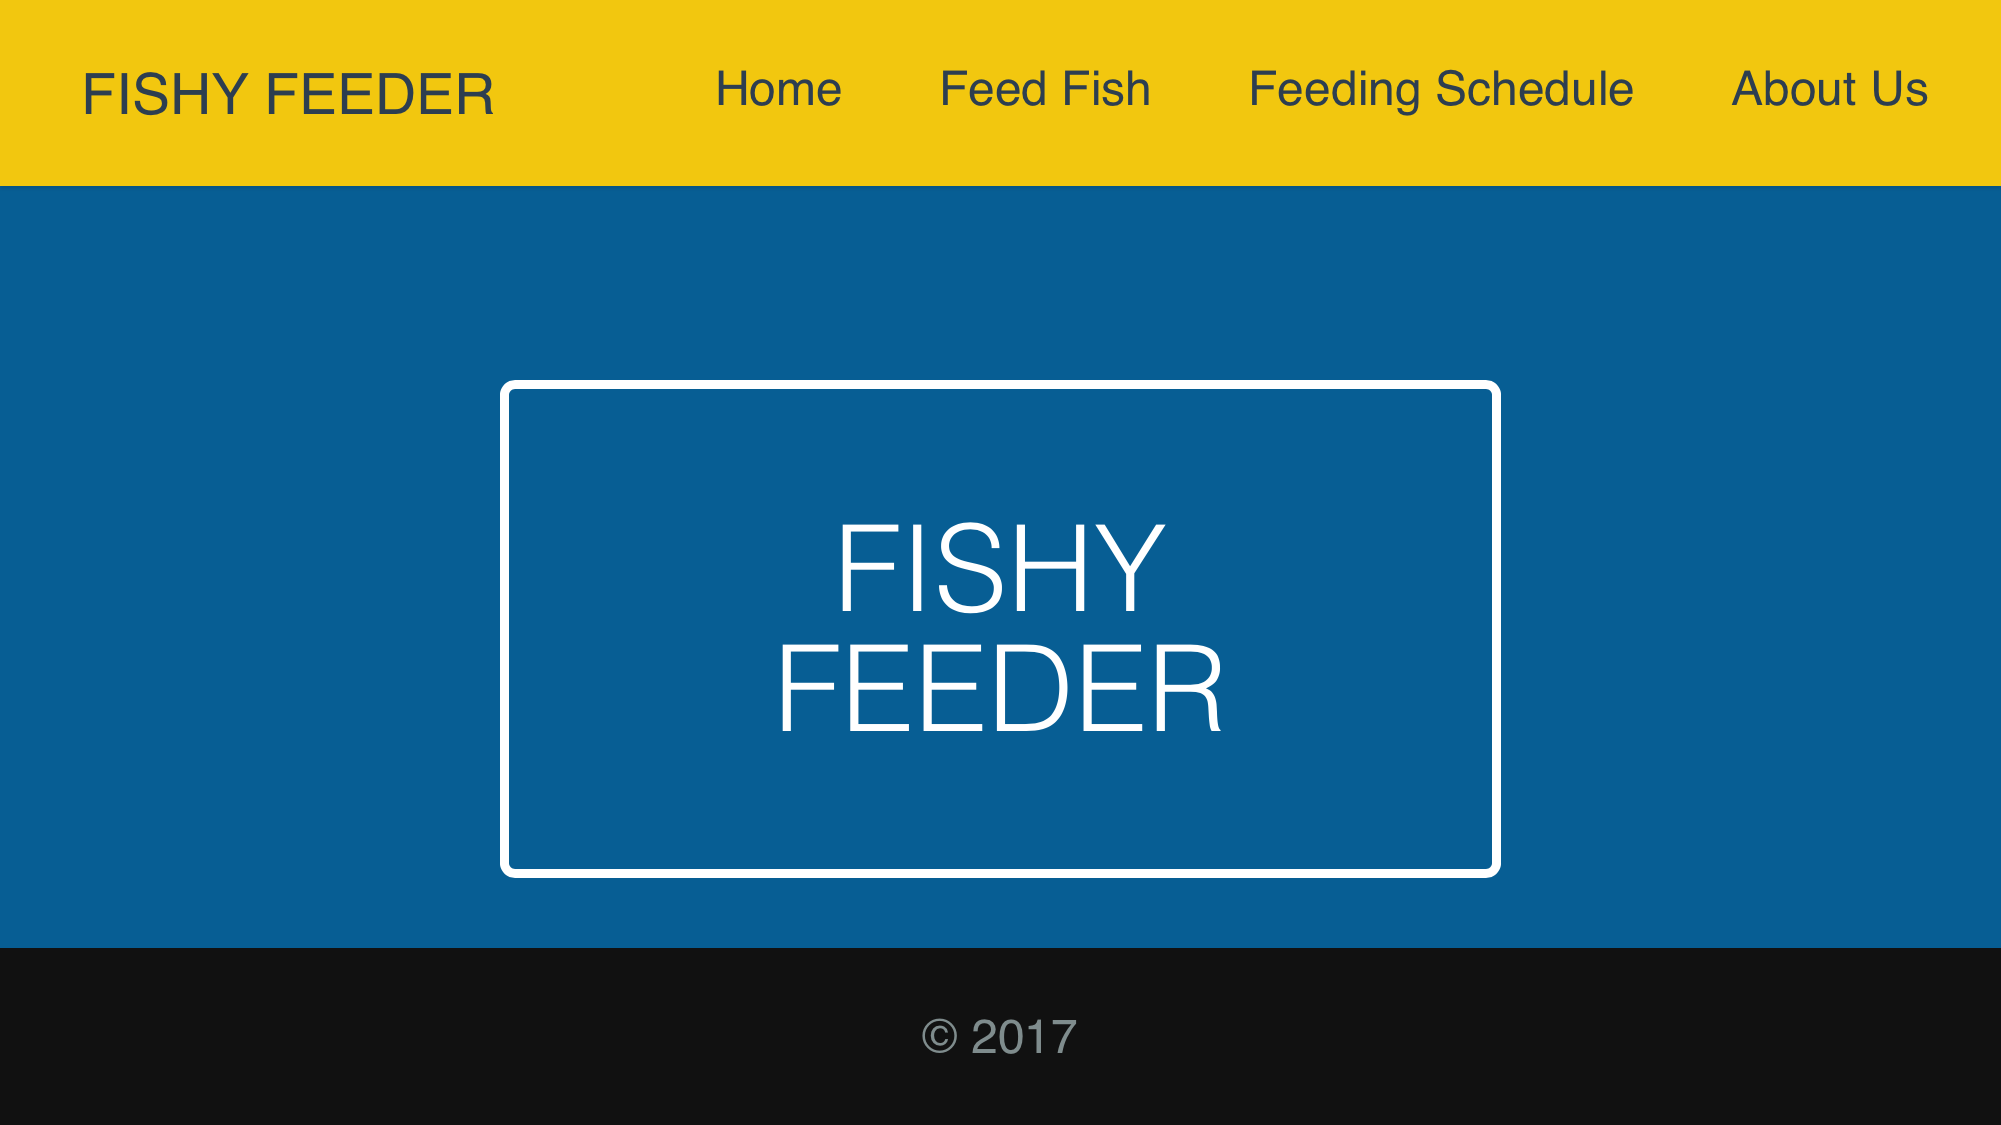 FISHY FEEDER
Home Feed Fish Feeding Schedule About Us
FISHY
FEEDER
© 2017